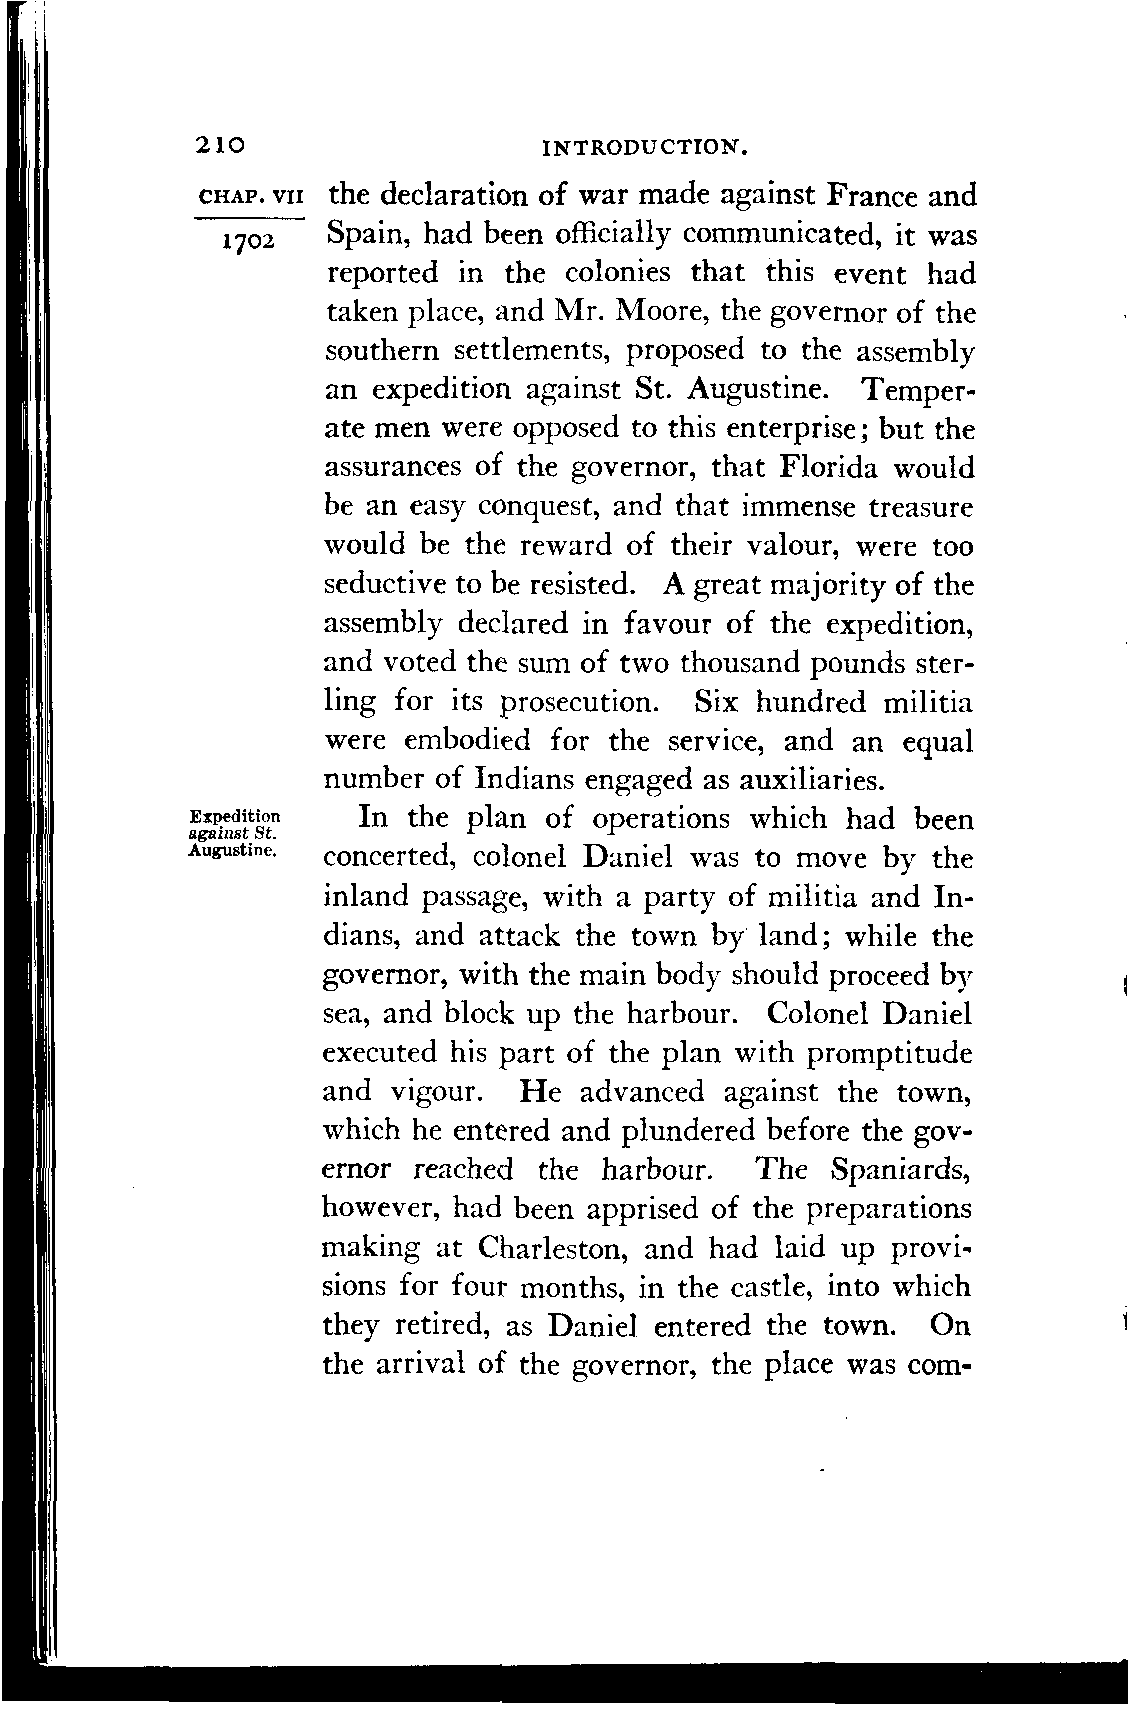 210 INTRODUCTION.
CHAP. VII the declaration of war made against France and
1702 Spain, had been officially communicated, it was
reported in the colonies that this event had
taken place, and Mr. Moore, the governor of the
southern settlements, proposed to the assembly
an expedition against St. Augustine. Temper-
ate men were opposed to this enterprise; but the
assurances of the governor, that Florida would
be an easy conquest, and that immense treasure
would be the reward of their valour, were too
seductive to be resisted. A great majority of the
assembly declared in favour of the expedition,
and voted the sum of two thousand pounds ster-
ling for its prosecution. Six hundred militia
were embodied for the service, and an equal
number of Indians engaged as auxiliaries.
Expedition
against St.
Augustine.
In the plan of operations which had been
concerted, colonel Daniel was to move by the
inland passage, with a party of militia and In-
dians, and attack the town by land; while the
governor, with the main body should proceed by
sea, and block up the harbour. Colonel Daniel
executed his part of the plan with promptitude
and vigour. He advanced against the town,
which he entered and plundered before the gov-
ernor reached the harbour. The Spaniards,
however, had been apprised of the preparations
making at Charleston, and had laid up provi-
sions for four months, in the castle, into which
they retired, as Daniel entered the town. On
the arrival of the governor, the place was com-